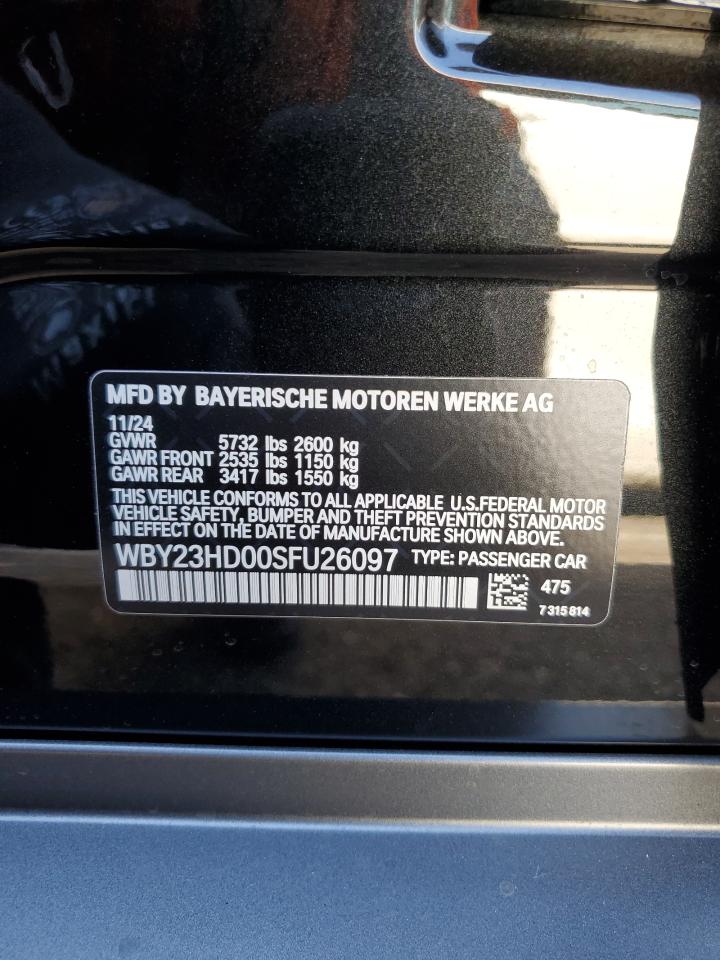 MFD BY BAYERISCHE MOTOREN WERKE AG
11/24
GVWR 5732 lbs 2600 kg
GAWR FRONT 2535 lbs 1150 kg
GAWR REAR 3417 lbs 1550 kg
THIS VEHICLE CONFORMS TO ALL APPLICABLE U.S.FEDERAL MOTOR
VEHICLE SAFETY, BUMPER AND THEFT PREVENTION STANDARDS
IN EFFECT ON THE DATE OF MANUFACTURE SHOWN ABOVE.
WBY23HD00SFU26097 TYPE: PASSENGER CAR
475
7 315 814